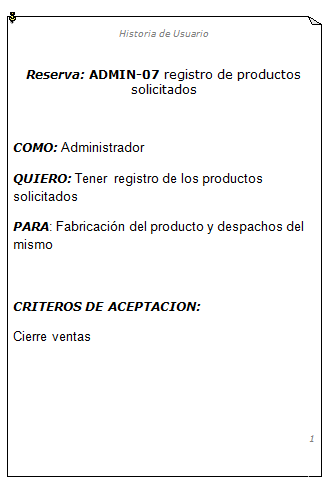 Historia de Usuario
Reserva: ADMIN-07 registro de productos
solicitados
COMO: Administrador
QUIERO: Tener registro de los productos
solicitados
PARA: Fabricación del producto y despachos del
mismo
CRITEROS DE ACEPTACION:
Cierre ventas
1